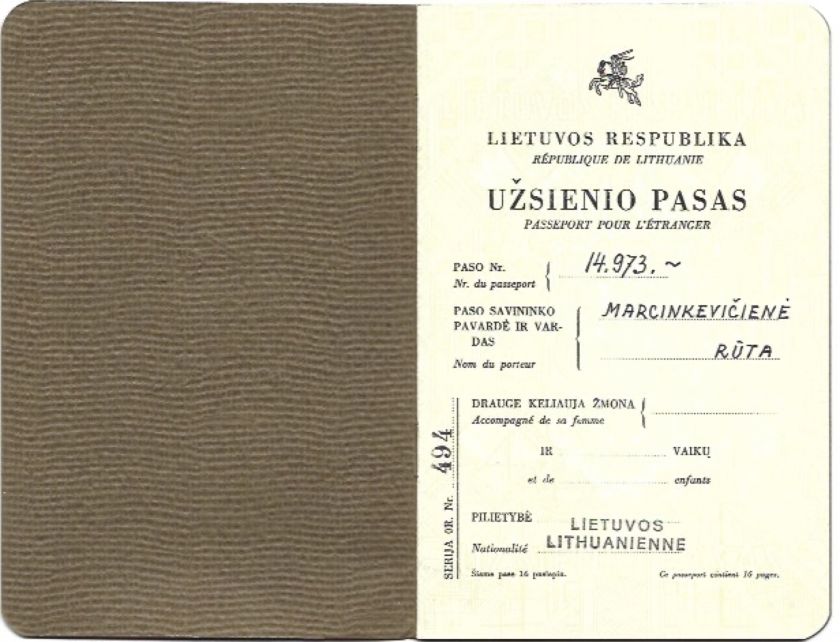 LIETUVOS RESPUBLIKA
RÉPUBLIQUE DE LITHUANIE
UŽSIENIO PASAS
PASSEPORT POUR L'ÉTRANGER
PASO Nr. 14.973. ~
Nr. du passeport
PASO SAVININKO MARCINKEVIČIENĖ
PAVARDĖ IR VAR-
DAS RŪTA
Nom du porteur
DRAUGE KELIAUJA ŽMONA
Accompagné de sa femme
IR VAIKŲ
et de enfants
SERIJA OR. Nr. 494
PILIETYBĖ LIETUVOS
Nationalité LITHUANIENNE
Šiame pase 16 puslapių. Ce passeport contient 16 pages.